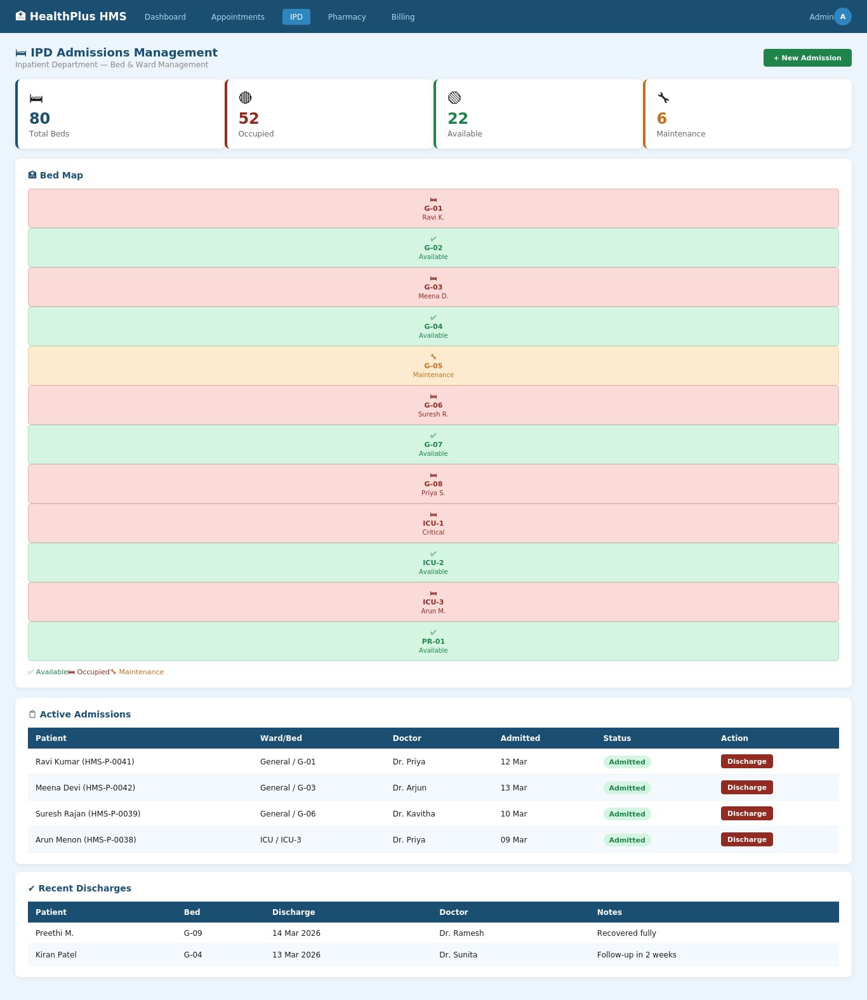 🏥 HealthPlus HMS Dashboard Appointments IPD Pharmacy Billing Admin A
🛏 IPD Admissions Management
Inpatient Department — Bed & Ward Management
+ New Admission
🛏 🔴 🟢 🔧
80 52 22 6
Total Beds Occupied Available Maintenance
🏥 Bed Map
🛏
G-01
Ravi K.
✅
G-02
Available
🛏
G-03
Meena D.
✅
G-04
Available
🔧
G-05
Maintenance
🛏
G-06
Suresh R.
✅
G-07
Available
🛏
G-08
Priya S.
🛏
ICU-1
Critical
✅
ICU-2
Available
🛏
ICU-3
Arun M.
✅
PR-01
Available
✅ Available🛏 Occupied🔧 Maintenance
📋 Active Admissions
Patient Ward/Bed Doctor Admitted Status Action
Ravi Kumar (HMS-P-0041) General / G-01 Dr. Priya 12 Mar Admitted Discharge
Meena Devi (HMS-P-0042) General / G-03 Dr. Arjun 13 Mar Admitted Discharge
Suresh Rajan (HMS-P-0039) General / G-06 Dr. Kavitha 10 Mar Admitted Discharge
Arun Menon (HMS-P-0038) ICU / ICU-3 Dr. Priya 09 Mar Admitted Discharge
✔ Recent Discharges
Patient Bed Discharge Doctor Notes
Preethi M. G-09 14 Mar 2026 Dr. Ramesh Recovered fully
Kiran Patel G-04 13 Mar 2026 Dr. Sunita Follow-up in 2 weeks